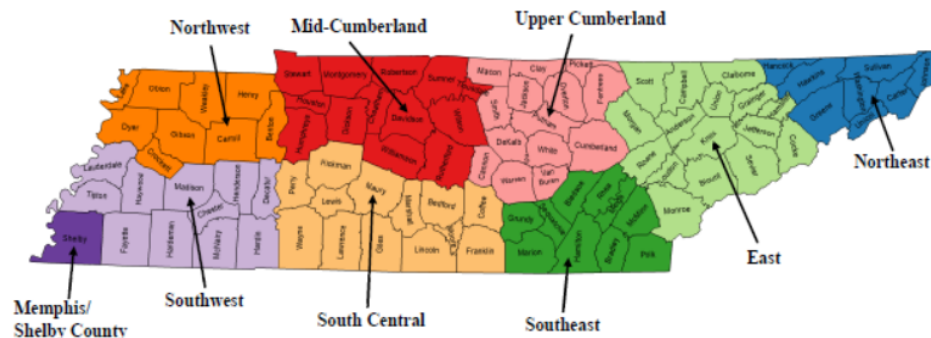 Northwest
Mid-Cumberland
Upper Cumberland
Northeast
East
Southeast
South Central
Southwest
Memphis/
Shelby County
Obion
Weakley
Henry
Dyer
Gibson
Carroll
Benton
Crockett
Stewart
Montgomery
Robertson
Sumner
Houston
Humphreys
Dickson
Davidson
Wilson
Williamson
Rutherford
Macon
Clay
Pickett
Jackson
Overton
Fentress
Smith
Putnam
DeKalb
White
Cumberland
Cannon
Warren
Van
Buren
Scott
Campbell
Claiborne
Union
Grainger
Morgan
Anderson
Knox
Jefferson
Cocke
Roane
Blount
Sevier
Monroe
Hancock
Hawkins
Sullivan
Greene
Washington
Carter
Lauderdale
Tipton
Haywood
Madison
Henderson
Decatur
Chester
Shelby
Fayette
Hardeman
McNairy
Hardin
Hickman
Perry
Lewis
Maury
Marshall
Bedford
Coffee
Wayne
Lawrence
Giles
Lincoln
Franklin
Grundy
Bledsoe
Rhea
Meigs
McMinn
Marion
Hamilton
Bradley
Polk